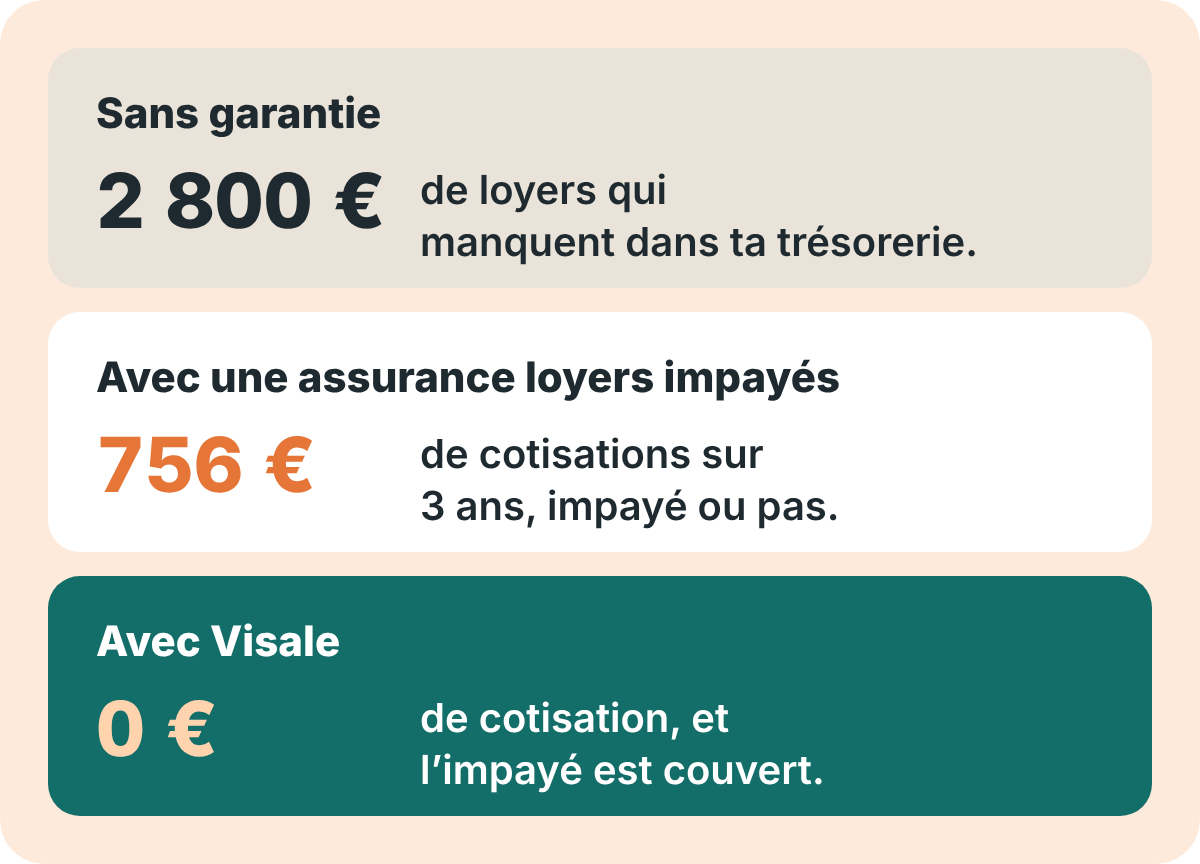 Sans garantie
2 800 € de loyers qui
manquent dans ta trésorerie.
Avec une assurance loyers impayés
756 € de cotisations sur
3 ans, impayé ou pas.
Avec Visale
0 € de cotisation, et
l’impayé est couvert.